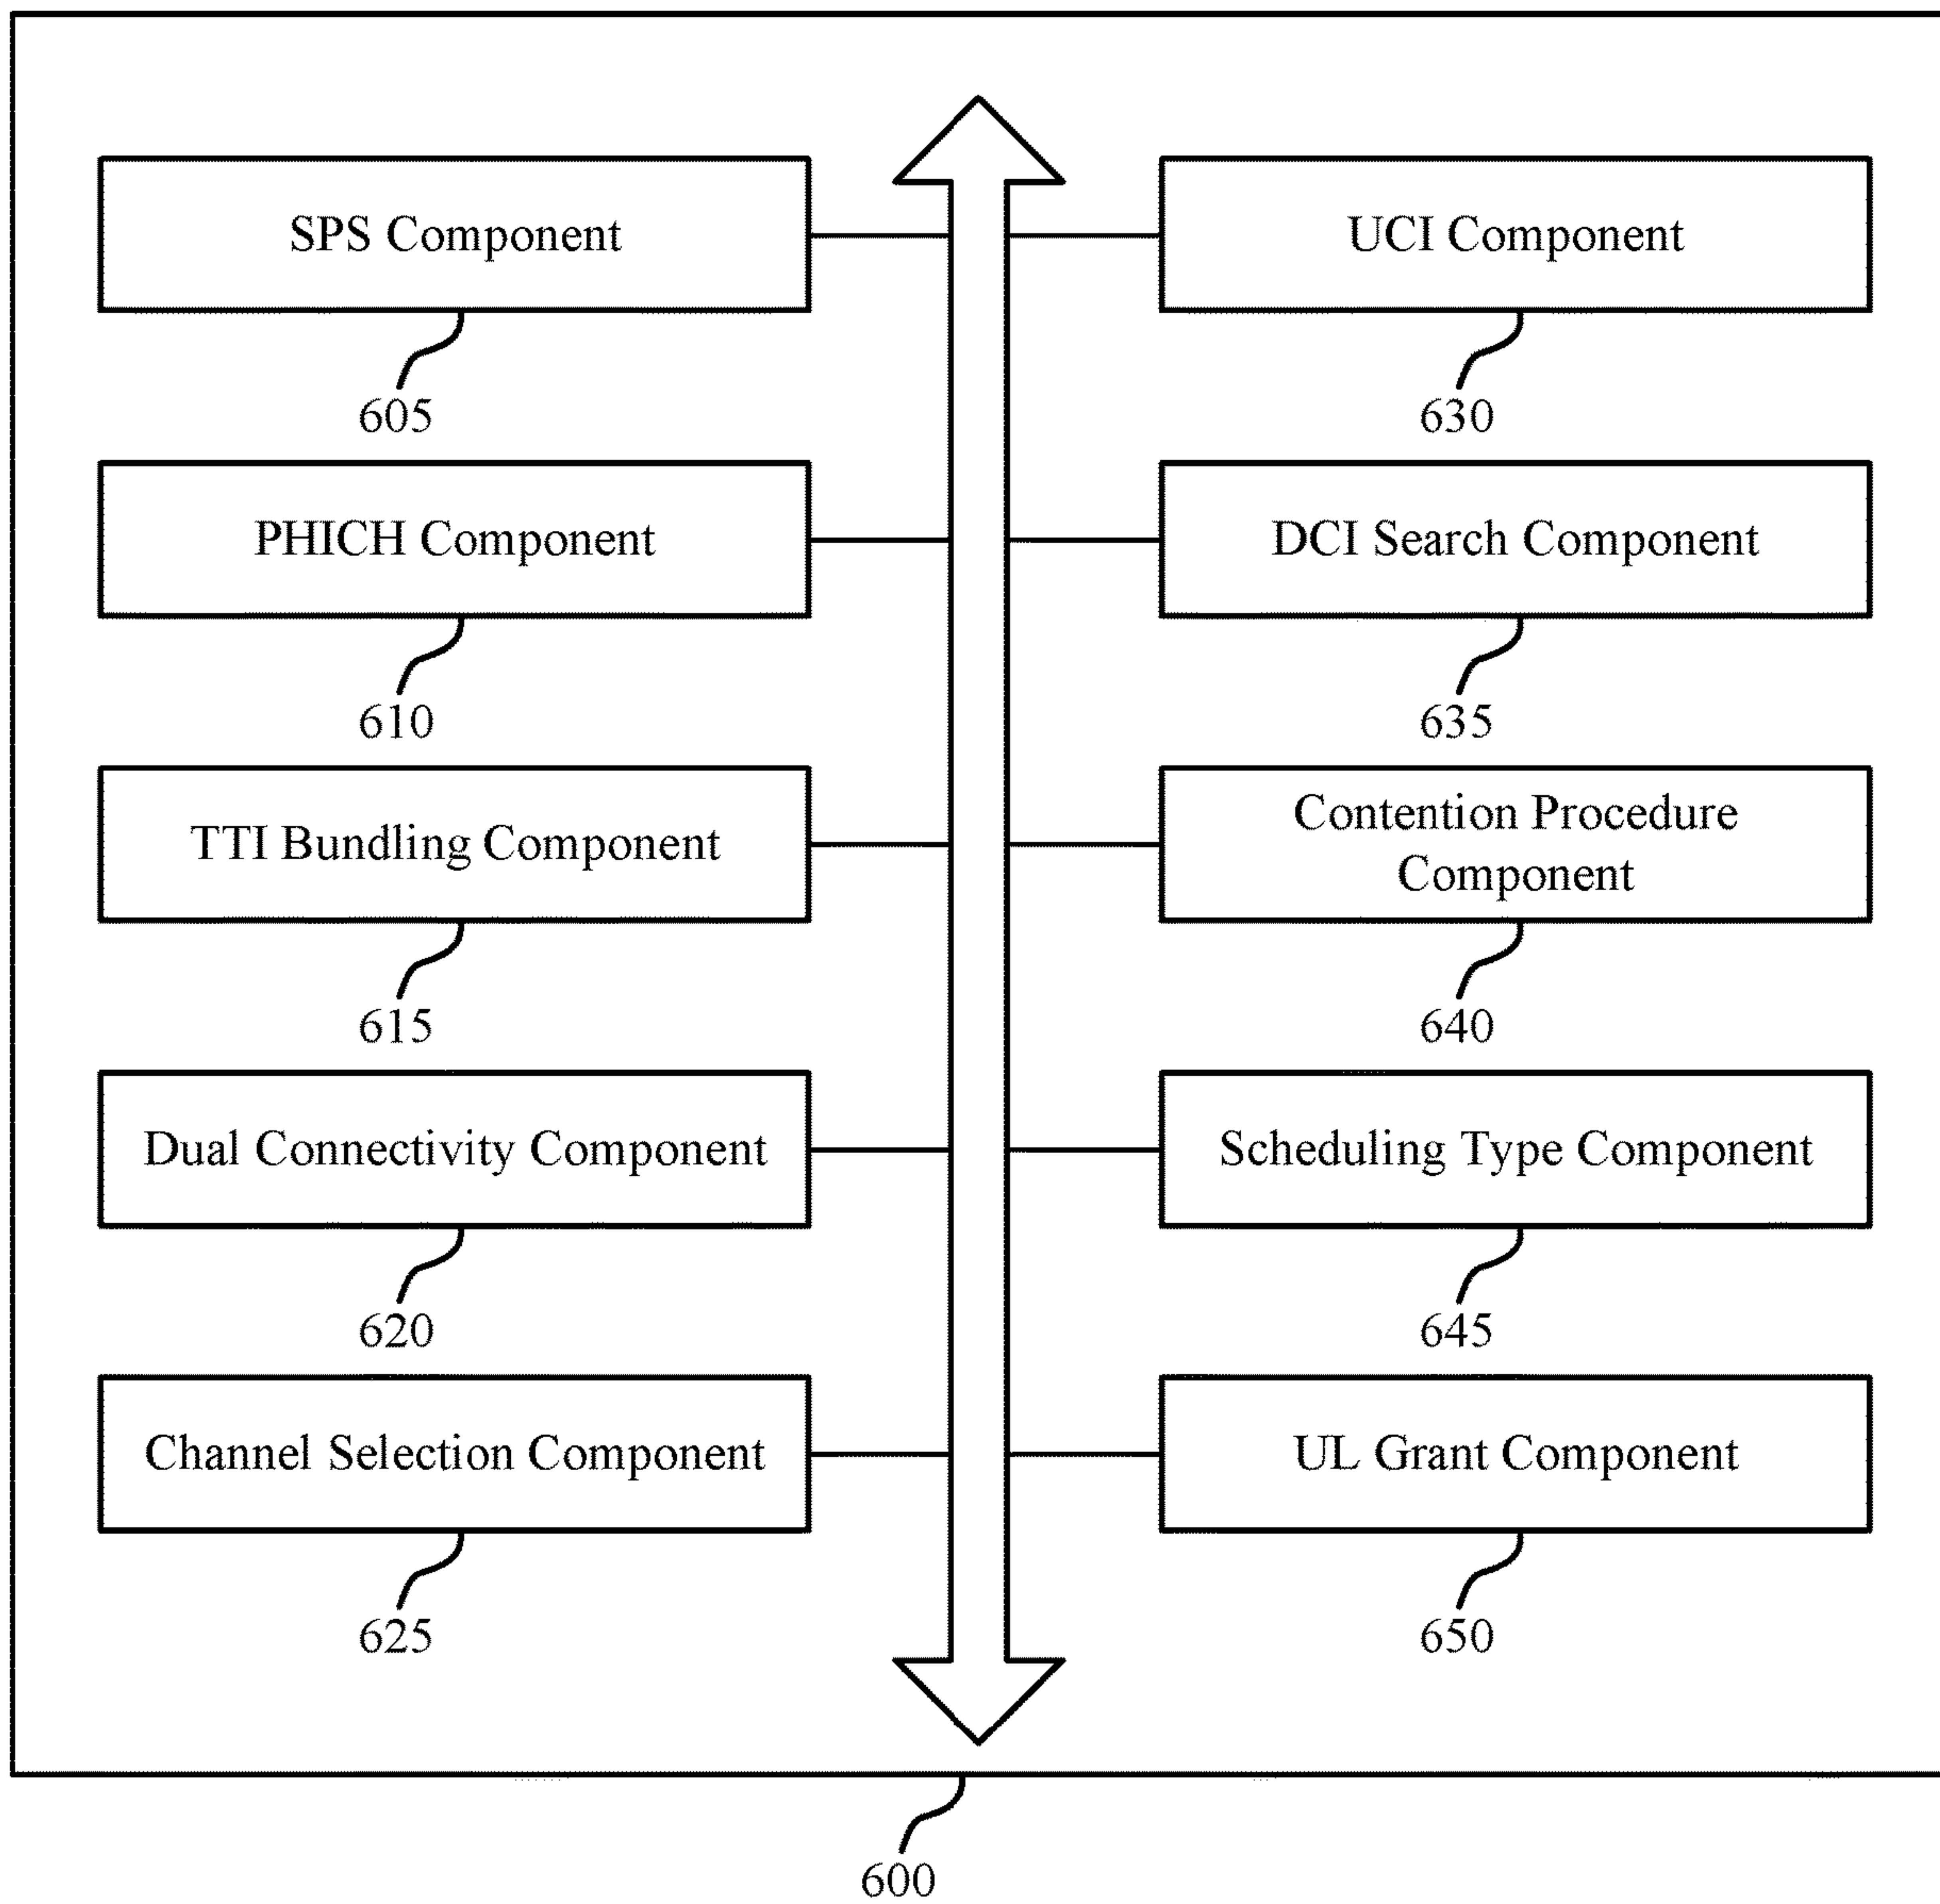 SPS Component
605
PHICH Component
610
TTI Bundling Component
615
Dual Connectivity Component
620
Channel Selection Component
625
UCI Component
630
DCI Search Component
635
Contention Procedure
Component
640
Scheduling Type Component
645
UL Grant Component
650
600